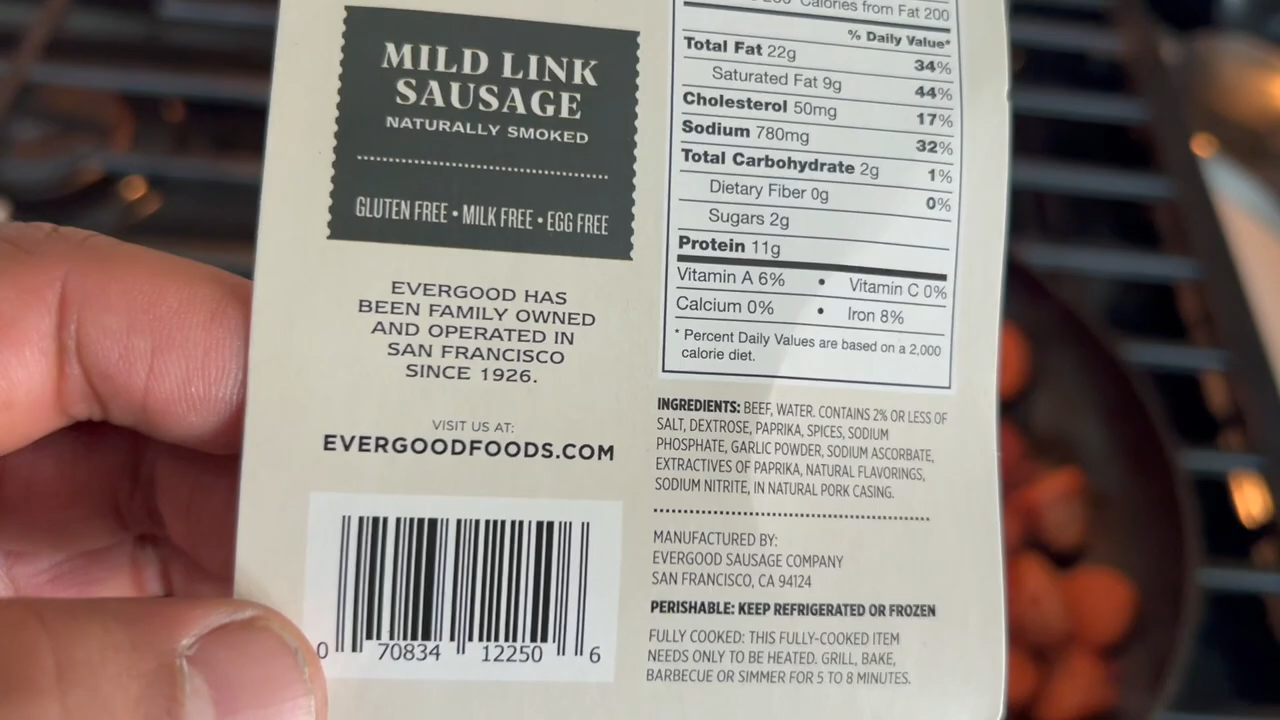 MILD LINK
SAUSAGE
NATURALLY SMOKED
GLUTEN FREE • MILK FREE • EGG FREE
EVERGOOD HAS
BEEN FAMILY OWNED
AND OPERATED IN
SAN FRANCISCO
SINCE 1926.
VISIT US AT:
EVERGOODFOODS.COM
0 70834 12250 6
Calories from Fat 200
% Daily Value*
Total Fat 22g 34%
Saturated Fat 9g 44%
Cholesterol 50mg 17%
Sodium 780mg 32%
Total Carbohydrate 2g 1%
Dietary Fiber 0g 0%
Sugars 2g
Protein 11g
Vitamin A 6% • Vitamin C 0%
Calcium 0% • Iron 8%
* Percent Daily Values are based on a 2,000
calorie diet.
INGREDIENTS: BEEF, WATER. CONTAINS 2% OR LESS OF
SALT, DEXTROSE, PAPRIKA, SPICES, SODIUM
PHOSPHATE, GARLIC POWDER, SODIUM ASCORBATE,
EXTRACTIVES OF PAPRIKA, NATURAL FLAVORINGS,
SODIUM NITRITE, IN NATURAL PORK CASING.
MANUFACTURED BY:
EVERGOOD SAUSAGE COMPANY
SAN FRANCISCO, CA 94124
PERISHABLE: KEEP REFRIGERATED OR FROZEN
FULLY COOKED: THIS FULLY-COOKED ITEM
NEEDS ONLY TO BE HEATED. GRILL, BAKE,
BARBECUE OR SIMMER FOR 5 TO 8 MINUTES.